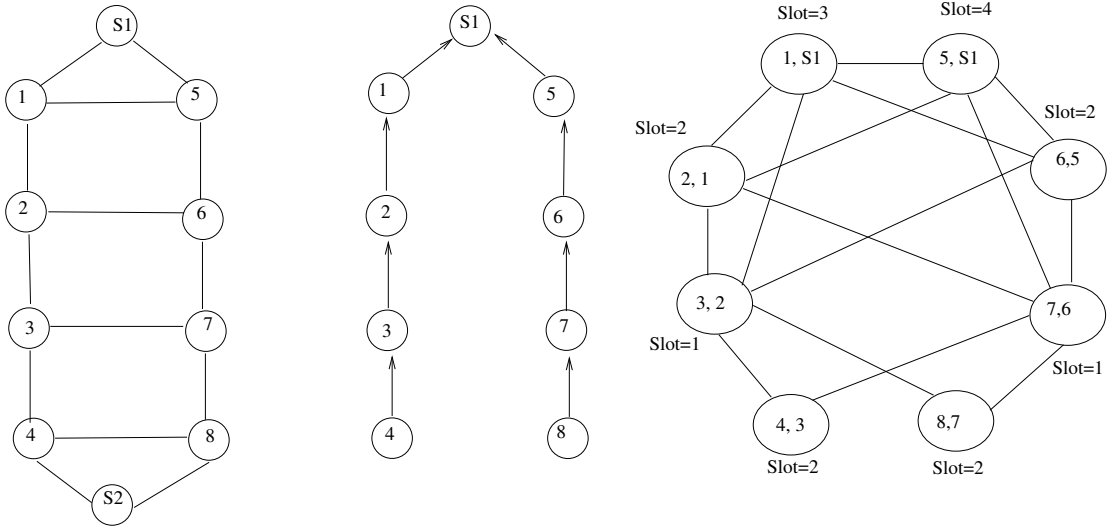 S1
1
5
2
6
3
7
4
8
S2
S1
1
5
2
6
3
7
4
8
Slot=3
Slot=4
1, S1
5, S1
Slot=2
Slot=2
2, 1
6,5
3, 2
7,6
Slot=1
Slot=1
4, 3
8,7
Slot=2
Slot=2